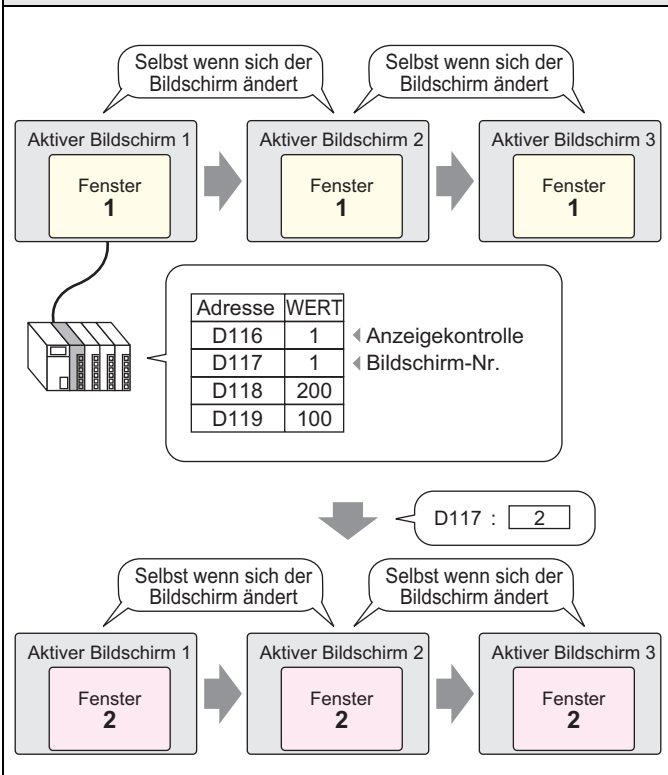 Selbst wenn sich der
Bildschirm ändert
Selbst wenn sich der
Bildschirm ändert
Aktiver Bildschirm 1
Fenster
1
Aktiver Bildschirm 2
Fenster
1
Aktiver Bildschirm 3
Fenster
1
Adresse WERT
D116 1 Anzeigekontrolle
D117 1 Bildschirm-Nr.
D118 200
D119 100
D117 : 2
Selbst wenn sich der
Bildschirm ändert
Selbst wenn sich der
Bildschirm ändert
Aktiver Bildschirm 1
Fenster
2
Aktiver Bildschirm 2
Fenster
2
Aktiver Bildschirm 3
Fenster
2